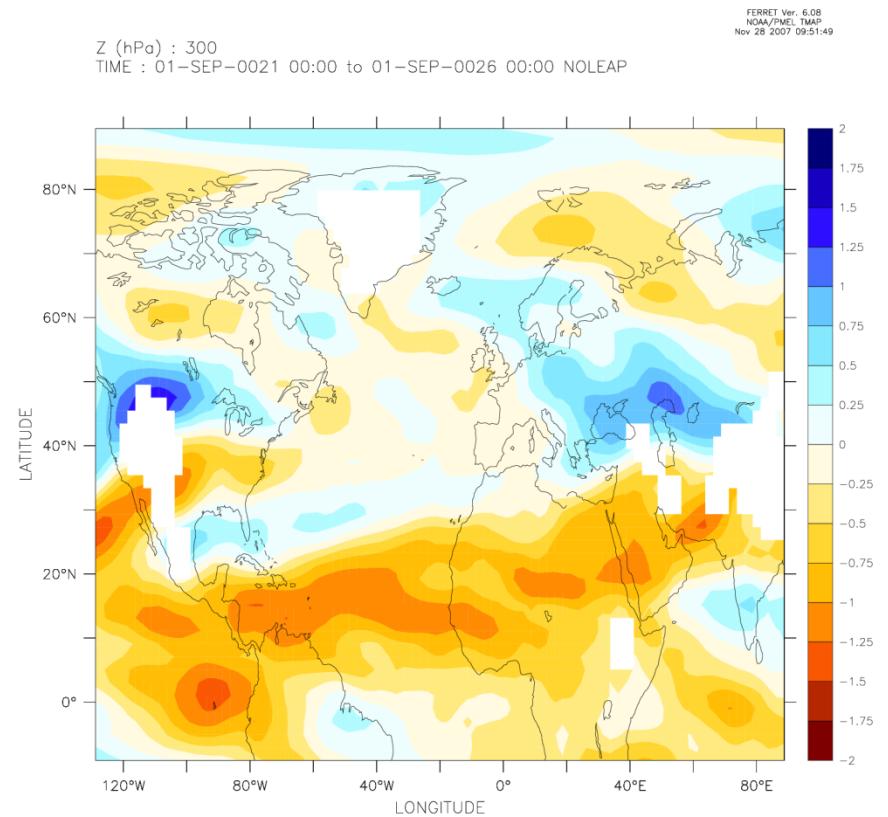 FERRET Ver. 6.08
NOAA/PMEL TMAP
Nov 28 2007 09:51:49
Z (hPa) : 300
TIME : 01-SEP-0021 00:00 to 01-SEP-0026 00:00 NOLEAP
80°N
60°N
40°N
20°N
0°
LATITUDE
120°W 80°W 40°W 0° 40°E 80°E
LONGITUDE
2
1.75
1.5
1.25
1
0.75
0.5
0.25
0
-0.25
-0.5
-0.75
-1
-1.25
-1.5
-1.75
-2